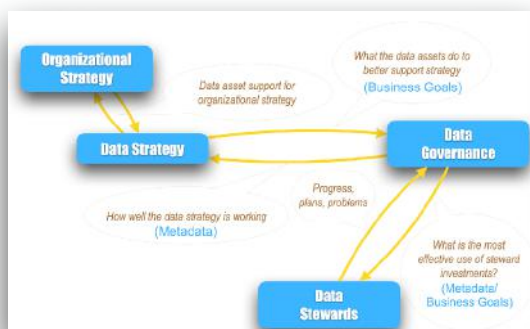 Organizational
Strategy
What the data assets do to
better support strategy
(Business Goals)
Data asset support for
organizational strategy
Data Strategy
Data
Governance
Progress,
plans, problems
How well the data strategy is working
(Metadata)
What is the most
effective use of steward
investments?
(Metadata/
Business Goals)
Data
Stewards